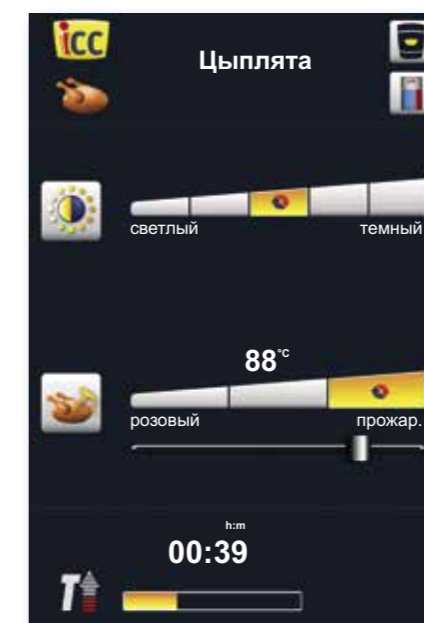 icc
Цыплята
светлый темный
88°C
розовый прожар.
h:m
00:39
T